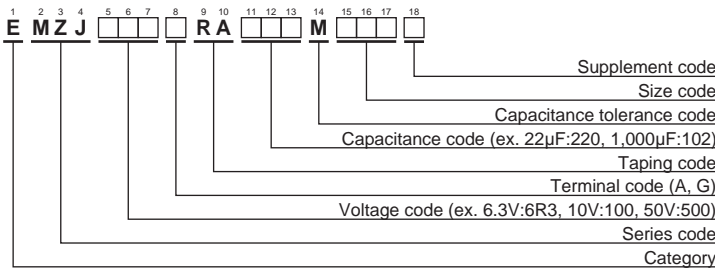 1 2 3 4 5 6 7 8 9 10 11 12 13 14 15 16 17 18
E M Z J □□□ □ R A □□□ M □□□ □
Supplement code
Size code
Capacitance tolerance code
Capacitance code (ex. 22µF:220, 1,000µF:102)
Taping code
Terminal code (A, G)
Voltage code (ex. 6.3V:6R3, 10V:100, 50V:500)
Series code
Category